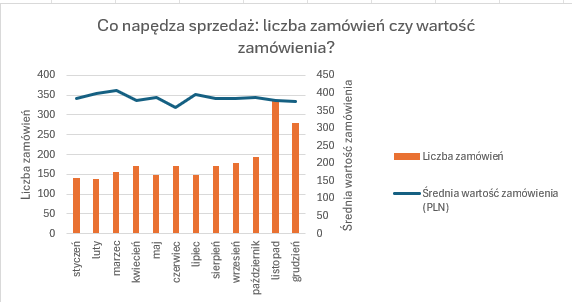 Co napędza sprzedaż: liczba zamówień czy wartość
zamówienia?
400
350
300
250
200
150
100
50
0
Liczba zamówień
450
400
350
300
250
200
150
100
50
0
Średnia wartość zamówienia
styczeń
luty
marzec
kwiecień
maj
czerwiec
lipiec
sierpień
wrzesień
październik
listopad
grudzień
Liczba zamówień
Średnia wartość zamówienia
(PLN)